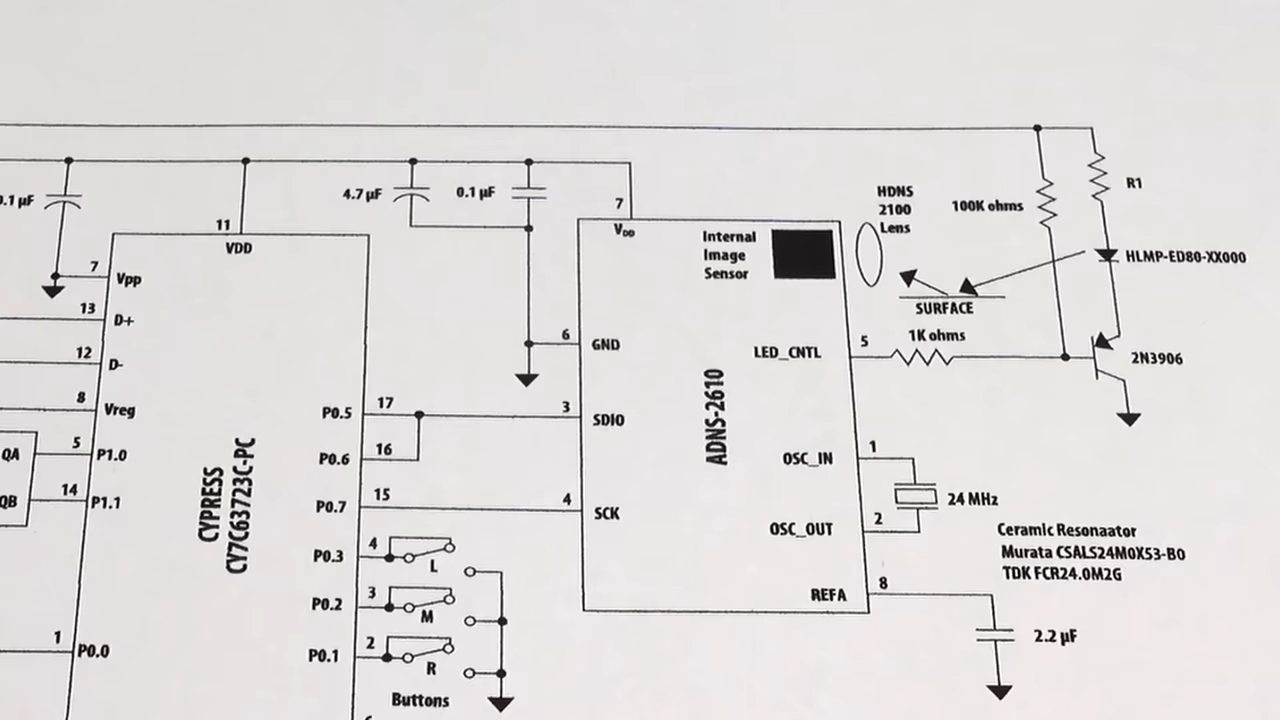 0.1 µF
4.7 µF
0.1 µF
11
VDD
7
Vpp
13
D+
12
D-
8
Vreg
QA
5
P1.0
QB
14
P1.1
1
P0.0
CYPRESS
CY7C63723C-PC
P0.5
17
P0.6
16
P0.7
15
P0.3
4
L
P0.2
3
M
P0.1
2
R
Buttons
7
VDD
Internal
Image
Sensor
6
GND
3
SDIO
4
SCK
ADNS-2610
LED_CNTL
5
OSC_IN
1
OSC_OUT
2
REFA
8
HDNS
2100
Lens
SURFACE
1K ohms
100K ohms
R1
HLMP-ED80-XX000
2N3906
24 MHz
Ceramic Resonaator
Murata CSALS24M0X53-B0
TDK FCR24.0M2G
2.2 µF